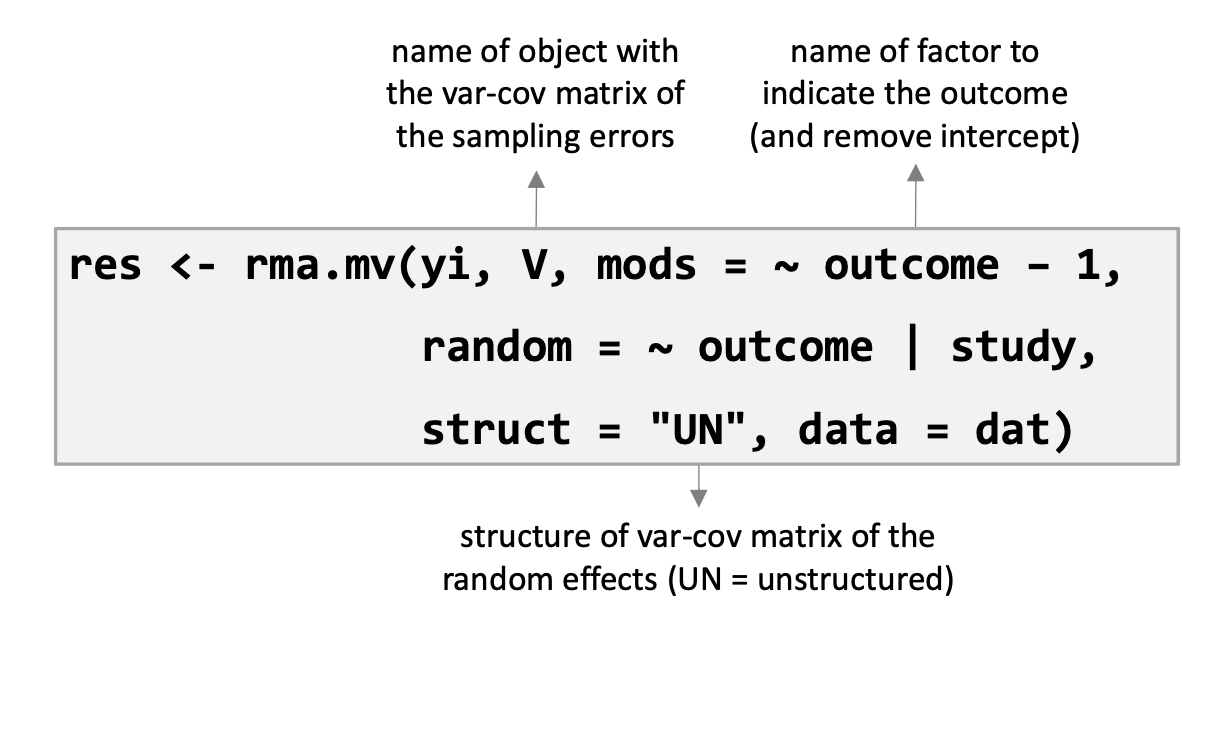 name of object with
the var-cov matrix of
the sampling errors
name of factor to
indicate the outcome
(and remove intercept)
res <- rma.mv(yi, V, mods = ~ outcome – 1,
random = ~ outcome | study,
struct = "UN", data = dat)
structure of var-cov matrix of the
random effects (UN = unstructured)